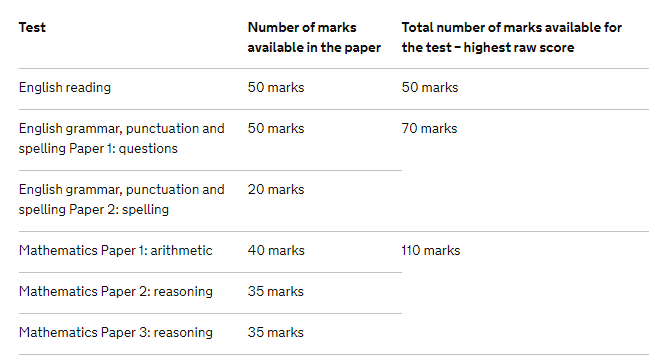 Test
Number of marks
available in the paper
Total number of marks available for
the test – highest raw score
English reading
50 marks
50 marks
English grammar, punctuation and
spelling Paper 1: questions
50 marks
70 marks
English grammar, punctuation and
spelling Paper 2: spelling
20 marks
Mathematics Paper 1: arithmetic
40 marks
110 marks
Mathematics Paper 2: reasoning
35 marks
Mathematics Paper 3: reasoning
35 marks